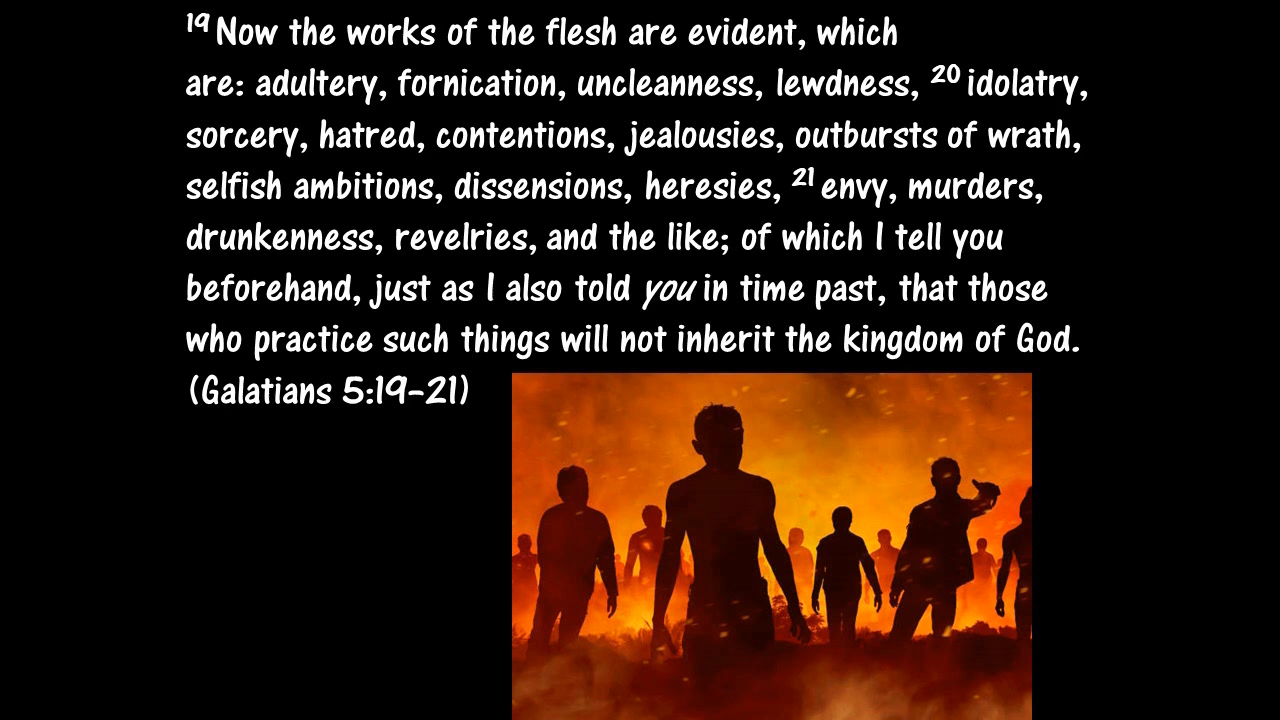 19 Now the works of the flesh are evident, which
are: adultery, fornication, uncleanness, lewdness, 20 idolatry,
sorcery, hatred, contentions, jealousies, outbursts of wrath,
selfish ambitions, dissensions, heresies, 21 envy, murders,
drunkenness, revelries, and the like; of which I tell you
beforehand, just as I also told you in time past, that those
who practice such things will not inherit the kingdom of God.
(Galatians 5:19-21)